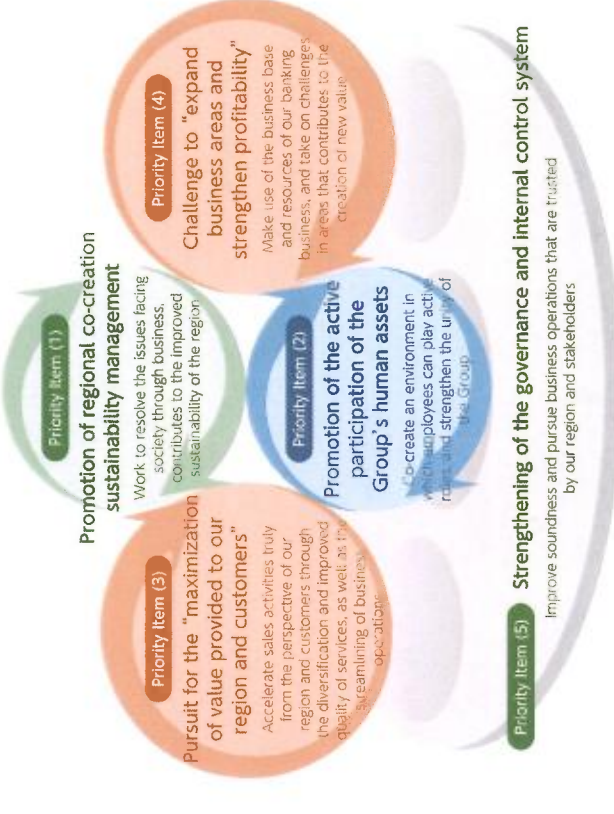 Priority Item (1)
Promotion of regional co-creation
sustainability management
Work to resolve the issues facing
society through business,
contributes to the improved
sustainability of the region
Priority Item (3)
Pursuit for the "maximization
of value provided to our
region and customers"
Accelerate sales activities truly
from the perspective of our
region and customers through
the diversification and improved
quality of services, as well as the
streamlining of business
operations
Priority Item (2)
Promotion of the active
participation of the
Group's human assets
Co-create an environment in
which employees can play active
roles and strengthen the unity of
the Group
Priority Item (4)
Challenge to "expand
business areas and
strengthen profitability"
Make use of the business base
and resources of our banking
business, and take on challenges
in areas that contributes to the
creation of new value
Priority Item (5) Strengthening of the governance and internal control system
Improve soundness and pursue business operations that are trusted
by our region and stakeholders